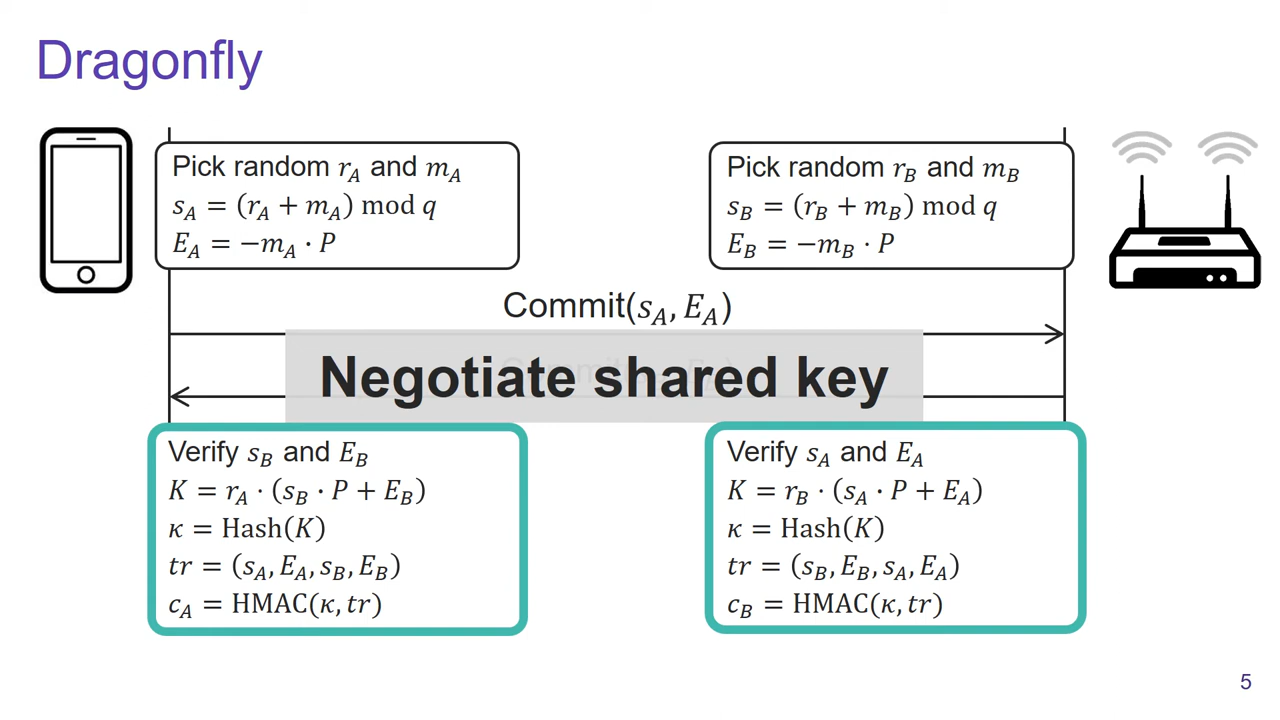 Dragonfly
Pick random r_A and m_A
s_A = (r_A + m_A) mod q
E_A = −m_A · P
Pick random r_B and m_B
s_B = (r_B + m_B) mod q
E_B = −m_B · P
Commit(s_A, E_A)
Negotiate shared key
Verify s_B and E_B
K = r_A · (s_B · P + E_B)
κ = Hash(K)
tr = (s_A, E_A, s_B, E_B)
c_A = HMAC(κ, tr)
Verify s_A and E_A
K = r_B · (s_A · P + E_A)
κ = Hash(K)
tr = (s_B, E_B, s_A, E_A)
c_B = HMAC(κ, tr)
5